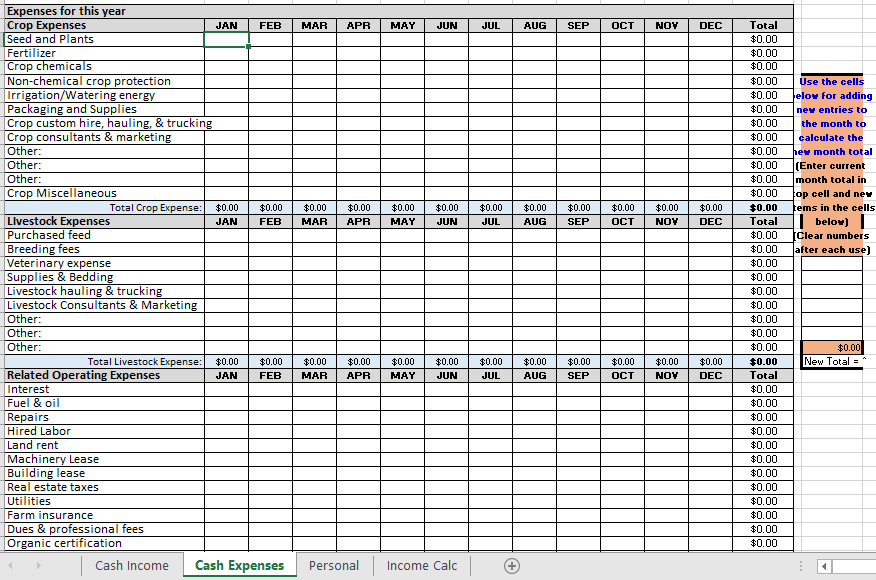 Expenses for this year
Crop Expenses JAN FEB MAR APR MAY JUN JUL AUG SEP OCT NOV DEC Total
Seed and Plants $0.00
Fertilizer $0.00
Crop chemicals $0.00
Non-chemical crop protection $0.00
Irrigation/Watering energy $0.00
Packaging and Supplies $0.00
Crop custom hire, hauling, & trucking $0.00
Crop consultants & marketing $0.00
Other: $0.00
Other: $0.00
Other: $0.00
Crop Miscellaneous $0.00
Total Crop Expense: $0.00 $0.00 $0.00 $0.00 $0.00 $0.00 $0.00 $0.00 $0.00 $0.00 $0.00 $0.00 $0.00
Livestock Expenses JAN FEB MAR APR MAY JUN JUL AUG SEP OCT NOV DEC Total
Purchased feed $0.00
Breeding fees $0.00
Veterinary expense $0.00
Supplies & Bedding $0.00
Livestock hauling & trucking $0.00
Livestock Consultants & Marketing $0.00
Other: $0.00
Other: $0.00
Other: $0.00
Total Livestock Expense: $0.00 $0.00 $0.00 $0.00 $0.00 $0.00 $0.00 $0.00 $0.00 $0.00 $0.00 $0.00 $0.00
Related Operating Expenses JAN FEB MAR APR MAY JUN JUL AUG SEP OCT NOV DEC Total
Interest $0.00
Fuel & oil $0.00
Repairs $0.00
Hired Labor $0.00
Land rent $0.00
Machinery Lease $0.00
Building lease $0.00
Real estate taxes $0.00
Utilities $0.00
Farm insurance $0.00
Dues & professional fees $0.00
Organic certification $0.00
Use the cells
elow for adding
new entries to
the month to
calculate the
new month total
(Enter current
month total in
top cell and new
items in the cells
below)
(Clear numbers
after each use)
$0.00
New Total = ^
Cash Income Cash Expenses Personal Income Calc